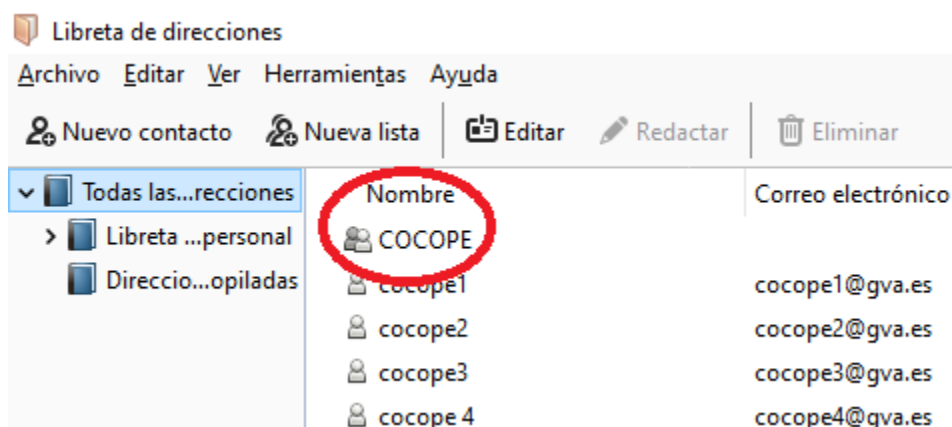 Libreta de direcciones
Archivo Editar Ver Herramientas Ayuda
Nuevo contacto Nueva lista Editar Redactar Eliminar
Todas las...recciones Nombre Correo electrónico
Libreta ...personal COCOPE
Direccio...opiladas cocope1 cocope1@gva.es
cocope2 cocope2@gva.es
cocope3 cocope3@gva.es
cocope 4 cocope4@gva.es